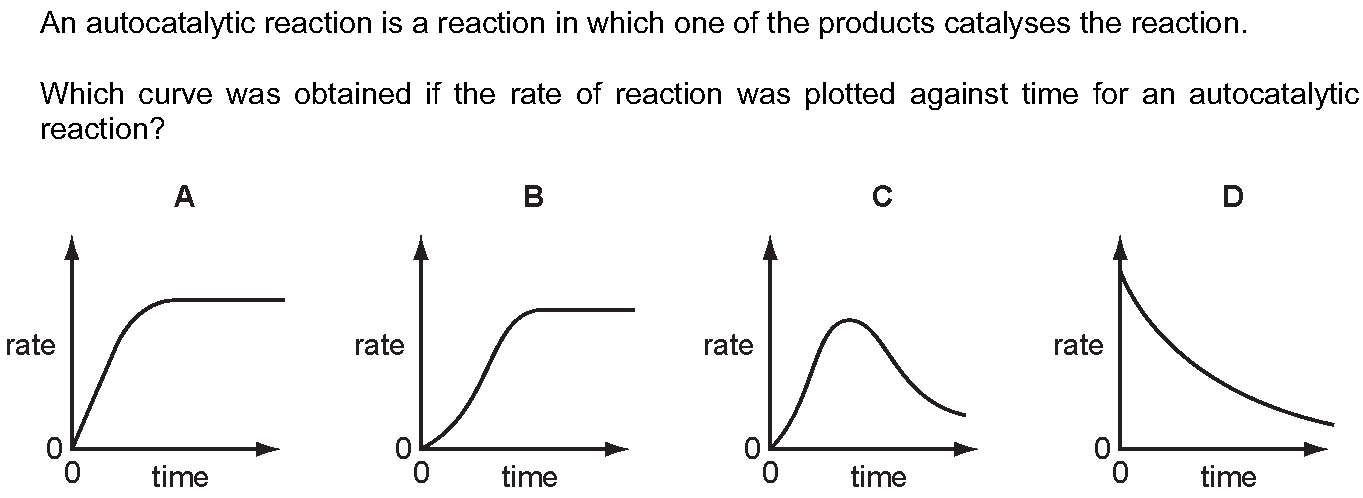 An autocatalytic reaction is a reaction in which one of the products catalyses the reaction.
Which curve was obtained if the rate of reaction was plotted against time for an autocatalytic
reaction?
A B C D
rate rate rate rate
0 0 0 0
0 time 0 time 0 time 0 time